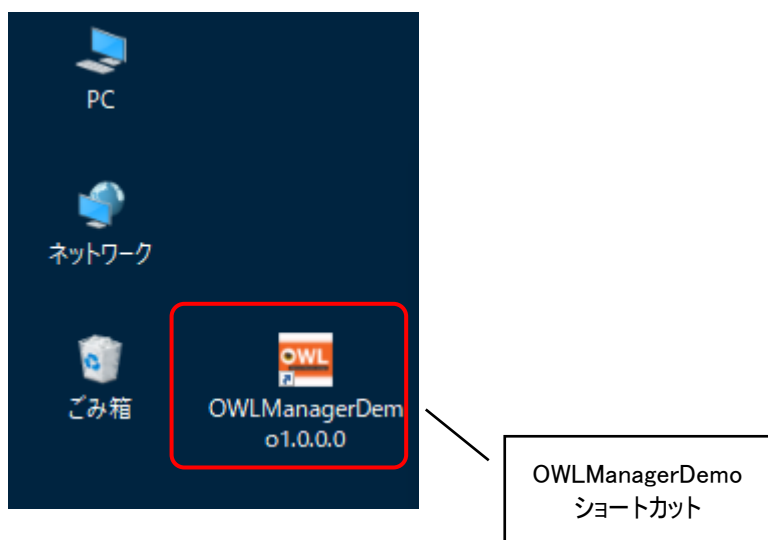 PC
ネットワーク
ごみ箱
OWL
OWLManagerDem
o1.0.0.0
OWLManagerDemo
ショートカット